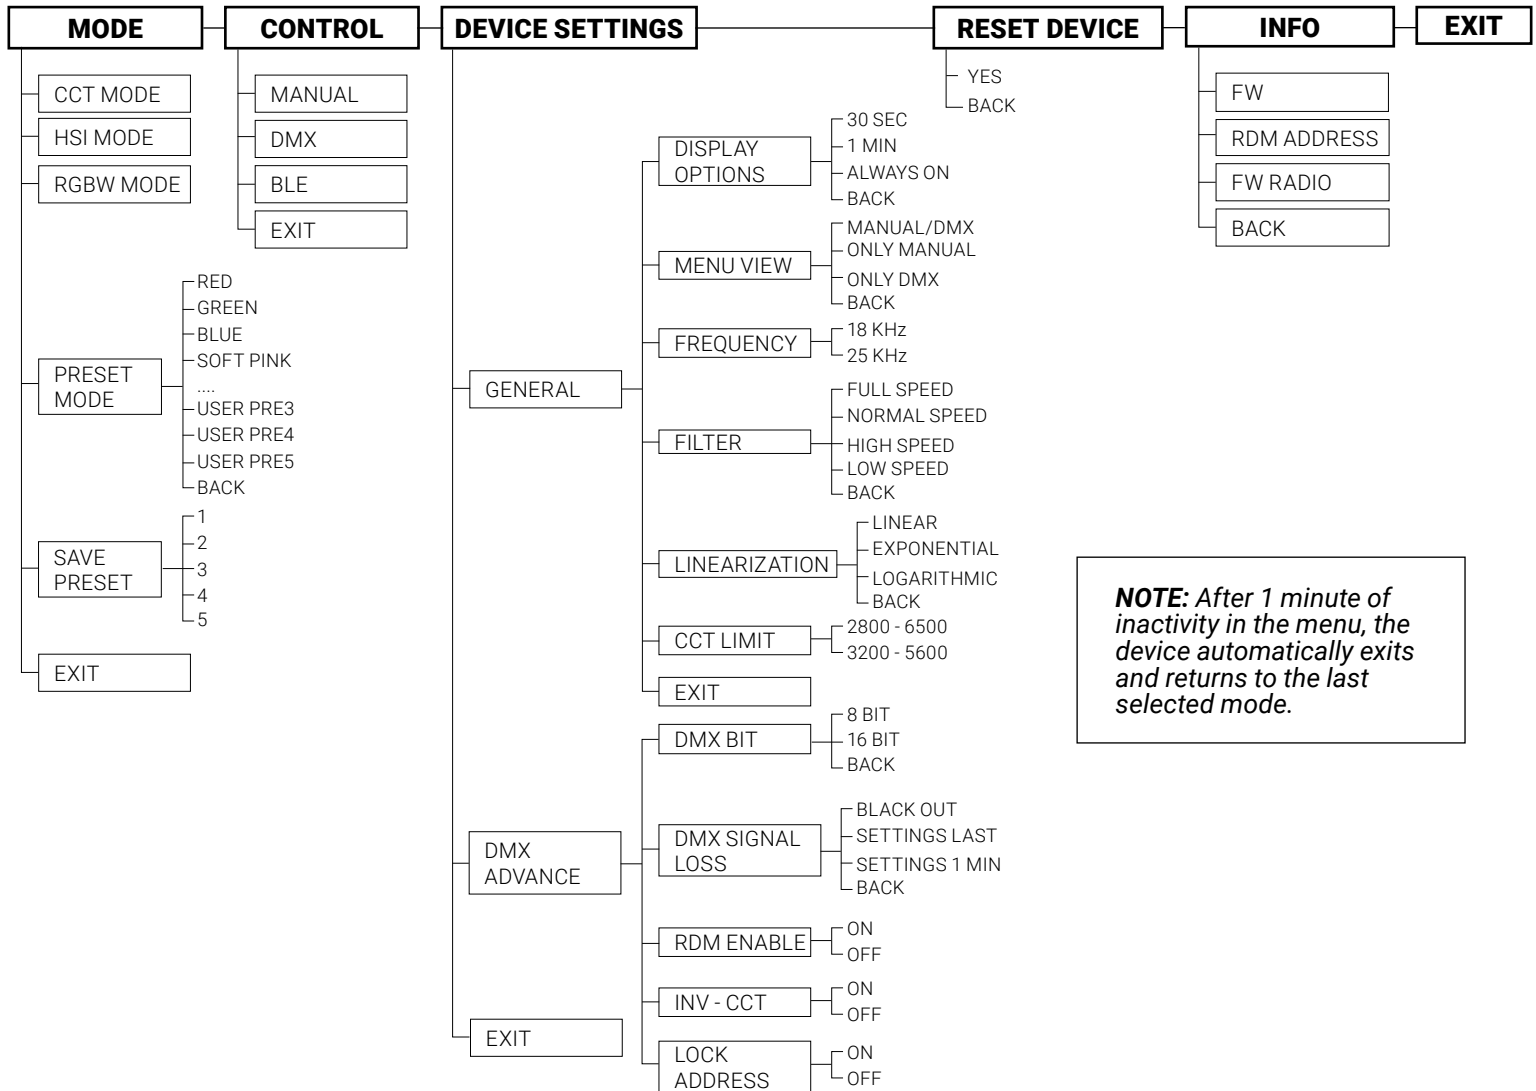 MODE
CONTROL
DEVICE SETTINGS
RESET DEVICE
INFO
EXIT
CCT MODE
HSI MODE
RGBW MODE
PRESET
MODE
RED
GREEN
BLUE
SOFT PINK
....
USER PRE3
USER PRE4
USER PRE5
BACK
SAVE
PRESET
1
2
3
4
5
EXIT
MANUAL
DMX
BLE
EXIT
GENERAL
DISPLAY
OPTIONS
30 SEC
1 MIN
ALWAYS ON
BACK
MENU VIEW
MANUAL/DMX
ONLY MANUAL
ONLY DMX
BACK
FREQUENCY
18 KHz
25 KHz
FILTER
FULL SPEED
NORMAL SPEED
HIGH SPEED
LOW SPEED
BACK
LINEARIZATION
LINEAR
EXPONENTIAL
LOGARITHMIC
BACK
CCT LIMIT
2800 - 6500
3200 - 5600
EXIT
DMX
ADVANCE
DMX BIT
8 BIT
16 BIT
BACK
DMX SIGNAL
LOSS
BLACK OUT
SETTINGS LAST
SETTINGS 1 MIN
BACK
RDM ENABLE
ON
OFF
INV - CCT
ON
OFF
LOCK
ADDRESS
ON
OFF
EXIT
YES
BACK
FW
RDM ADDRESS
FW RADIO
BACK
NOTE: After 1 minute of
inactivity in the menu, the
device automatically exits
and returns to the last
selected mode.